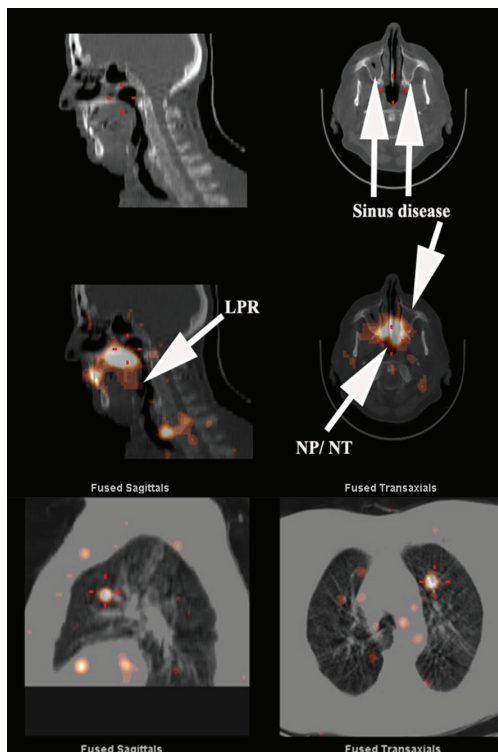 Sinus disease
LPR
NP/ NT
Fused Sagittals
Fused Transaxials
Fused Sagittals
Fused Transaxials